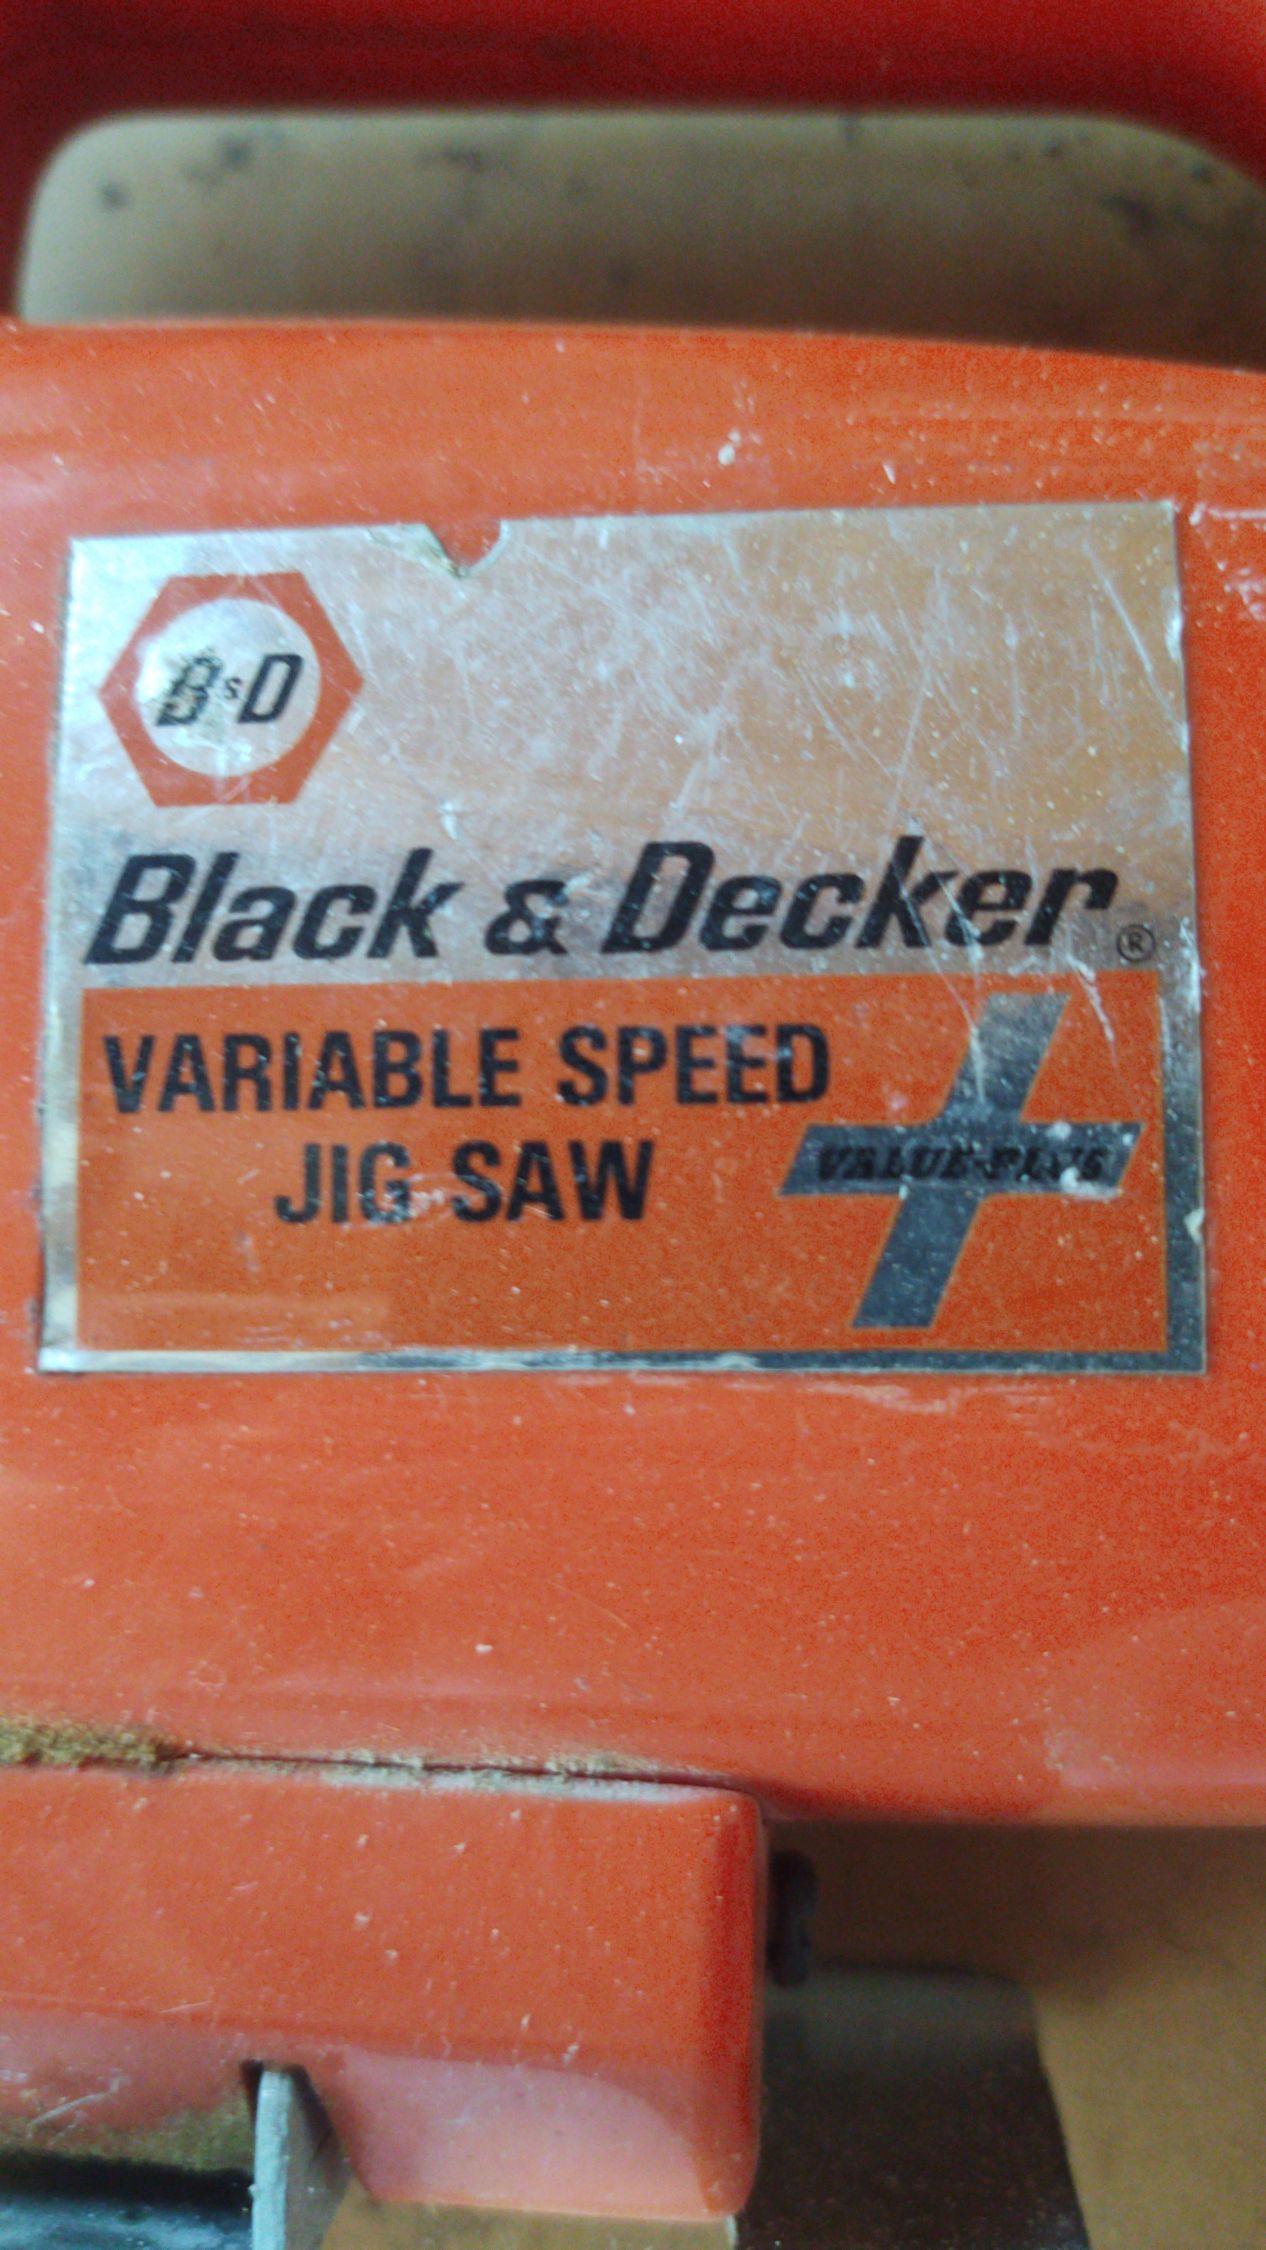 B&D
Black & Decker®
VARIABLE SPEED
JIG SAW
VALUE-PLUS